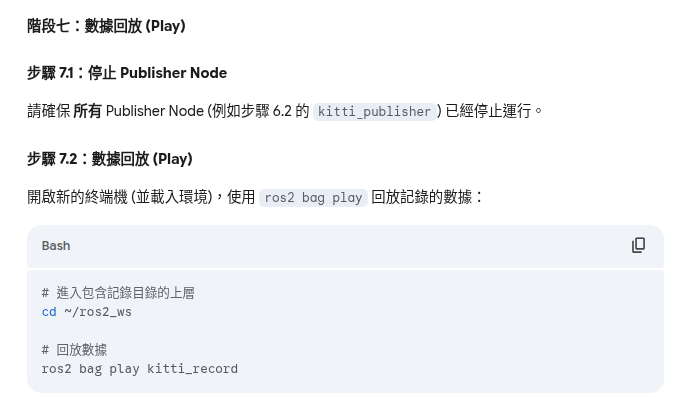 階段七：數據回放 (Play)
步驟 7.1：停止 Publisher Node
請確保 所有 Publisher Node (例如步驟 6.2 的 kitti_publisher) 已經停止運行。
步驟 7.2：數據回放 (Play)
開啟新的終端機 (並載入環境)，使用 ros2 bag play 回放記錄的數據：
Bash
# 進入包含記錄目錄的上層
cd ~/ros2_ws
# 回放數據
ros2 bag play kitti_record